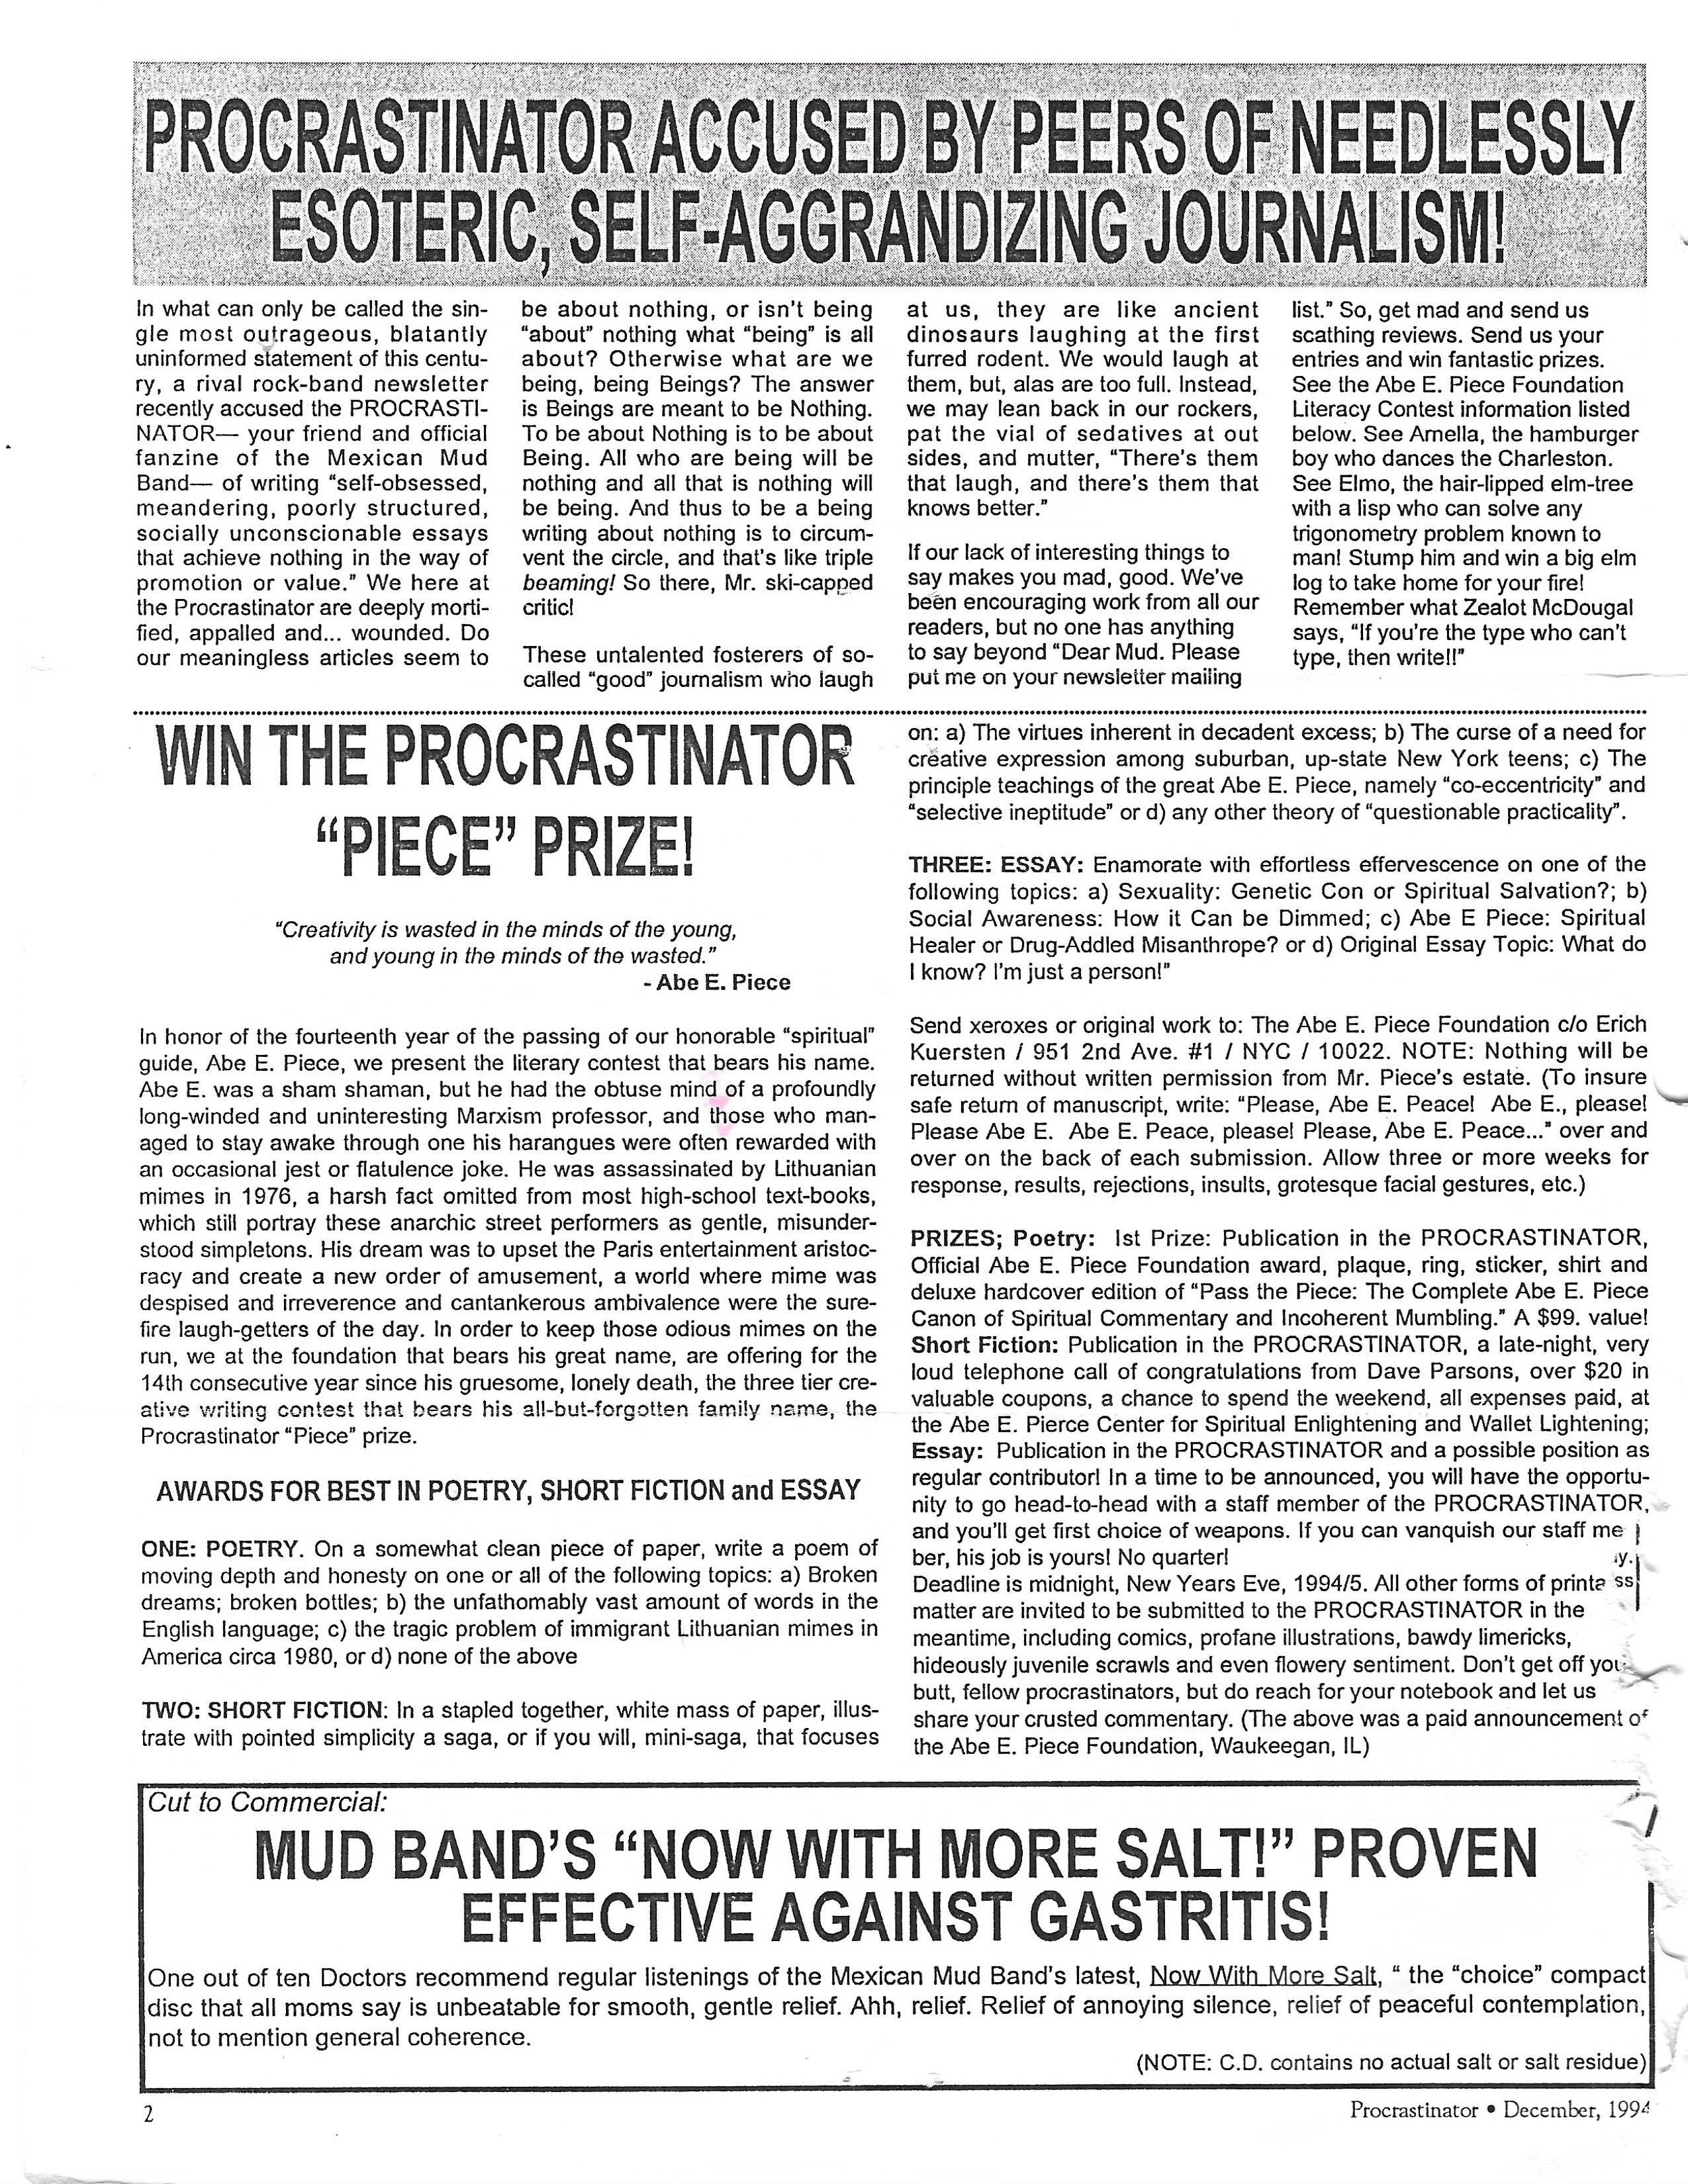 PROCRASTINATOR ACCUSED BY PEERS OF NEEDLESSLY
ESOTERIC, SELF-AGGRANDIZING JOURNALISM!
In what can only be called the sin-
gle most outrageous, blatantly
uninformed statement of this centu-
ry, a rival rock-band newsletter
recently accused the PROCRASTI-
NATOR— your friend and official
fanzine of the Mexican Mud
Band— of writing “self-obsessed,
meandering, poorly structured,
socially unconscionable essays
that achieve nothing in the way of
promotion or value.” We here at
the Procrastinator are deeply morti-
fied, appalled and... wounded. Do
our meaningless articles seem to
be about nothing, or isn't being
“about” nothing what “being” is all
about? Otherwise what are we
being, being Beings? The answer
is Beings are meant to be Nothing.
To be about Nothing is to be about
Being. All who are being will be
nothing and all that is nothing will
be being. And thus to be a being
writing about nothing is to circum-
vent the circle, and that's like triple
beaming! So there, Mr. ski-capped
critic!
These untalented fosterers of so-
called “good” journalism who laugh
at us, they are like ancient
dinosaurs laughing at the first
furred rodent. We would laugh at
them, but, alas are too full. Instead,
we may lean back in our rockers,
pat the vial of sedatives at out
sides, and mutter, “There's them
that laugh, and there's them that
knows better.”
If our lack of interesting things to
say makes you mad, good. We've
been encouraging work from all our
readers, but no one has anything
to say beyond “Dear Mud. Please
put me on your newsletter mailing
list.” So, get mad and send us
scathing reviews. Send us your
entries and win fantastic prizes.
See the Abe E. Piece Foundation
Literacy Contest information listed
below. See Arnella, the hamburger
boy who dances the Charleston.
See Elmo, the hair-lipped elm-tree
with a lisp who can solve any
trigonometry problem known to
man! Stump him and win a big elm
log to take home for your fire!
Remember what Zealot McDougal
says, “If you're the type who can't
type, then write!!”
WIN THE PROCRASTINATOR
“PIECE” PRIZE!
“Creativity is wasted in the minds of the young,
and young in the minds of the wasted.”
- Abe E. Piece
In honor of the fourteenth year of the passing of our honorable “spiritual”
guide, Abe E. Piece, we present the literary contest that bears his name.
Abe E. was a sham shaman, but he had the obtuse mind of a profoundly
long-winded and uninteresting Marxism professor, and those who man-
aged to stay awake through one his harangues were often rewarded with
an occasional jest or flatulence joke. He was assassinated by Lithuanian
mimes in 1976, a harsh fact omitted from most high-school text-books,
which still portray these anarchic street performers as gentle, misunder-
stood simpletons. His dream was to upset the Paris entertainment aristoc-
racy and create a new order of amusement, a world where mime was
despised and irreverence and cantankerous ambivalence were the sure-
fire laugh-getters of the day. In order to keep those odious mimes on the
run, we at the foundation that bears his great name, are offering for the
14th consecutive year since his gruesome, lonely death, the three tier cre-
ative writing contest that bears his all-but-forgotten family name, the
Procrastinator “Piece” prize.
AWARDS FOR BEST IN POETRY, SHORT FICTION and ESSAY
ONE: POETRY. On a somewhat clean piece of paper, write a poem of
moving depth and honesty on one or all of the following topics: a) Broken
dreams; broken bottles; b) the unfathomably vast amount of words in the
English language; c) the tragic problem of immigrant Lithuanian mimes in
America circa 1980, or d) none of the above
TWO: SHORT FICTION: In a stapled together, white mass of paper, illus-
trate with pointed simplicity a saga, or if you will, mini-saga, that focuses
on: a) The virtues inherent in decadent excess; b) The curse of a need for
creative expression among suburban, up-state New York teens; c) The
principle teachings of the great Abe E. Piece, namely “co-eccentricity” and
“selective ineptitude” or d) any other theory of “questionable practicality”.
THREE: ESSAY: Enamorate with effortless effervescence on one of the
following topics: a) Sexuality: Genetic Con or Spiritual Salvation?; b)
Social Awareness: How it Can be Dimmed; c) Abe E Piece: Spiritual
Healer or Drug-Addled Misanthrope? or d) Original Essay Topic: What do
I know? I'm just a person!”
Send xeroxes or original work to: The Abe E. Piece Foundation c/o Erich
Kuersten / 951 2nd Ave. #1 / NYC / 10022. NOTE: Nothing will be
returned without written permission from Mr. Piece's estate. (To insure
safe return of manuscript, write: “Please, Abe E. Peace! Abe E., please!
Please Abe E. Abe E. Peace, please! Please, Abe E. Peace...” over and
over on the back of each submission. Allow three or more weeks for
response, results, rejections, insults, grotesque facial gestures, etc.)
PRIZES; Poetry: Ist Prize: Publication in the PROCRASTINATOR,
Official Abe E. Piece Foundation award, plaque, ring, sticker, shirt and
deluxe hardcover edition of “Pass the Piece: The Complete Abe E. Piece
Canon of Spiritual Commentary and Incoherent Mumbling.” A $99. value!
Short Fiction: Publication in the PROCRASTINATOR, a late-night, very
loud telephone call of congratulations from Dave Parsons, over $20 in
valuable coupons, a chance to spend the weekend, all expenses paid, at
the Abe E. Pierce Center for Spiritual Enlightening and Wallet Lightening;
Essay: Publication in the PROCRASTINATOR and a possible position as
regular contributor! In a time to be announced, you will have the opportu-
nity to go head-to-head with a staff member of the PROCRASTINATOR,
and you'll get first choice of weapons. If you can vanquish our staff me
ber, his job is yours! No quarter!
Deadline is midnight, New Years Eve, 1994/5. All other forms of
matter are invited to be submitted to the PROCRASTINATOR in the
meantime, including comics, profane illustrations, bawdy limericks,
hideously juvenile scrawls and even flowery sentiment. Don't get off
butt, fellow procrastinators, but do reach for your notebook and let us
share your crusted commentary. (The above was a paid announcement of
the Abe E. Piece Foundation, Waukeegan, IL)
Cut to Commercial:
MUD BAND'S “NOW WITH MORE SALT!” PROVEN
EFFECTIVE AGAINST GASTRITIS!
One out of ten Doctors recommend regular listenings of the Mexican Mud Band's latest, Now With More Salt, “ the “choice” compact
disc that all moms say is unbeatable for smooth, gentle relief. Ahh, relief. Relief of annoying silence, relief of peaceful contemplation,
not to mention general coherence.
(NOTE: C.D. contains no actual salt or salt residue)
2
Procrastinator • December, 1994